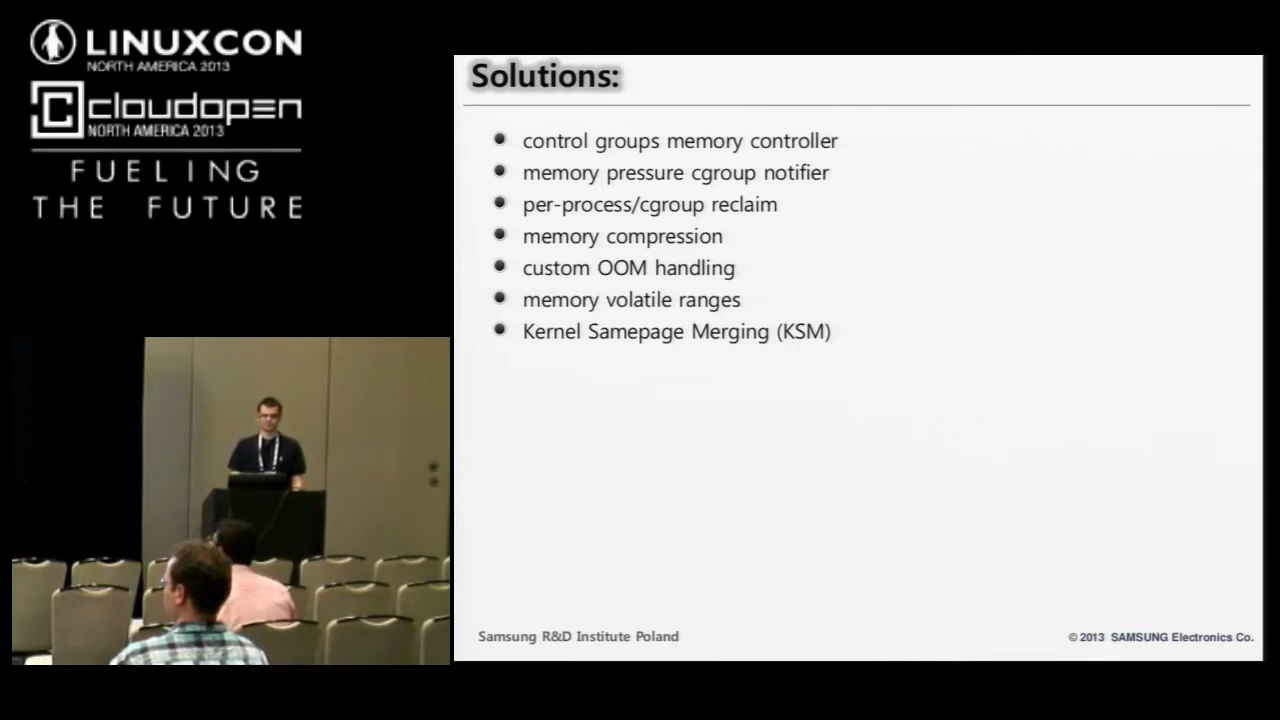 LINUXCON
NORTH AMERICA 2013
cloudopen
NORTH AMERICA 2013
FUELING
THE FUTURE
Solutions:
control groups memory controller
memory pressure cgroup notifier
per-process/cgroup reclaim
memory compression
custom OOM handling
memory volatile ranges
Kernel Samepage Merging (KSM)
Samsung R&D Institute Poland
© 2013 SAMSUNG Electronics Co.